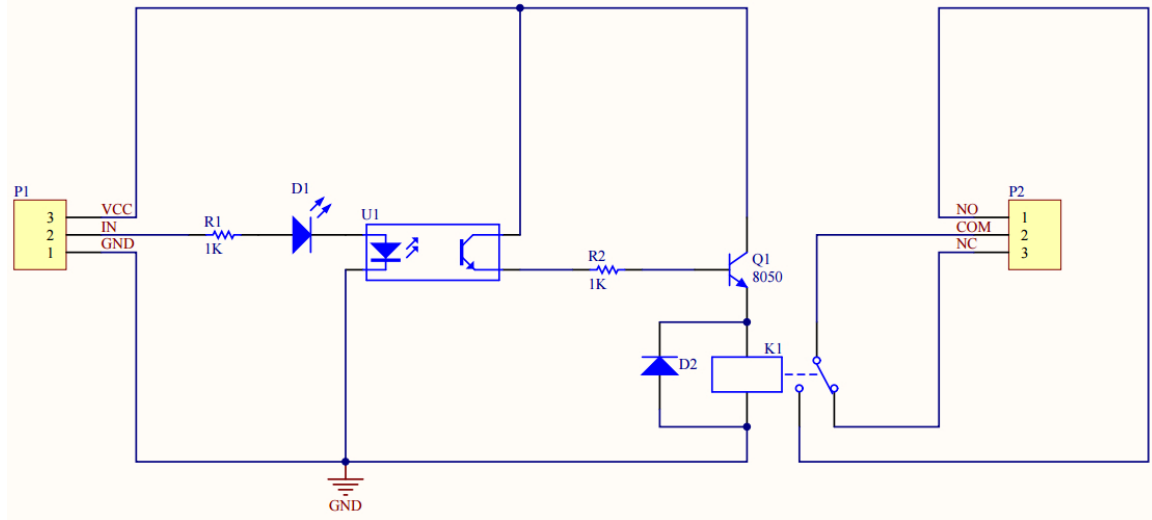 P1
3 VCC
2 IN
1 GND
R1
1K
D1
U1
R2
1K
Q1
8050
D2
K1
GND
P2
NO 1
COM 2
NC 3